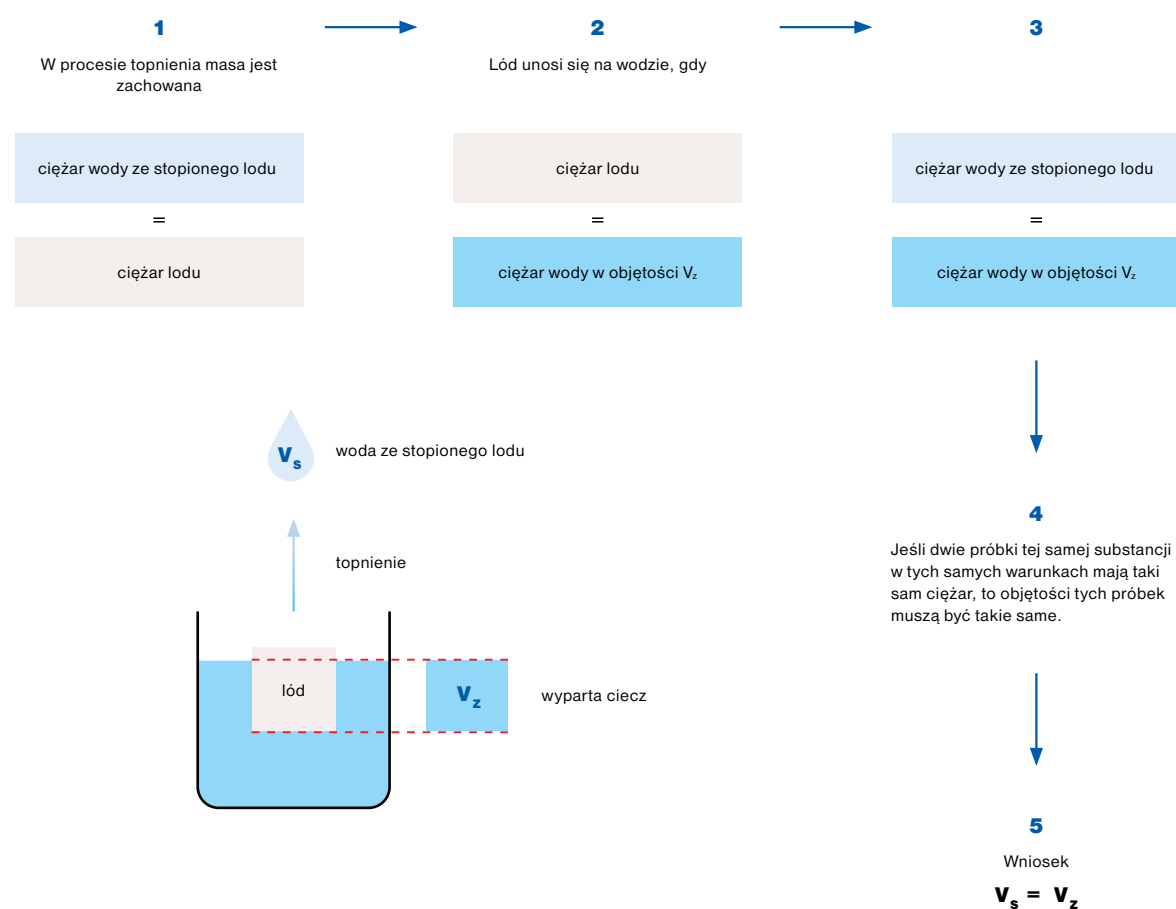 1
W procesie topnienia masa jest
zachowana
ciężar wody ze stopionego lodu
=
ciężar lodu
2
Lód unosi się na wodzie, gdy
ciężar lodu
=
ciężar wody w objętości Vz
3
ciężar wody ze stopionego lodu
=
ciężar wody w objętości Vz
Vs
woda ze stopionego lodu
topnienie
lód
Vz
wyparta ciecz
4
Jeśli dwie próbki tej samej substancji
w tych samych warunkach mają taki
sam ciężar, to objętości tych próbek
muszą być takie same.
5
Wniosek
Vs = Vz